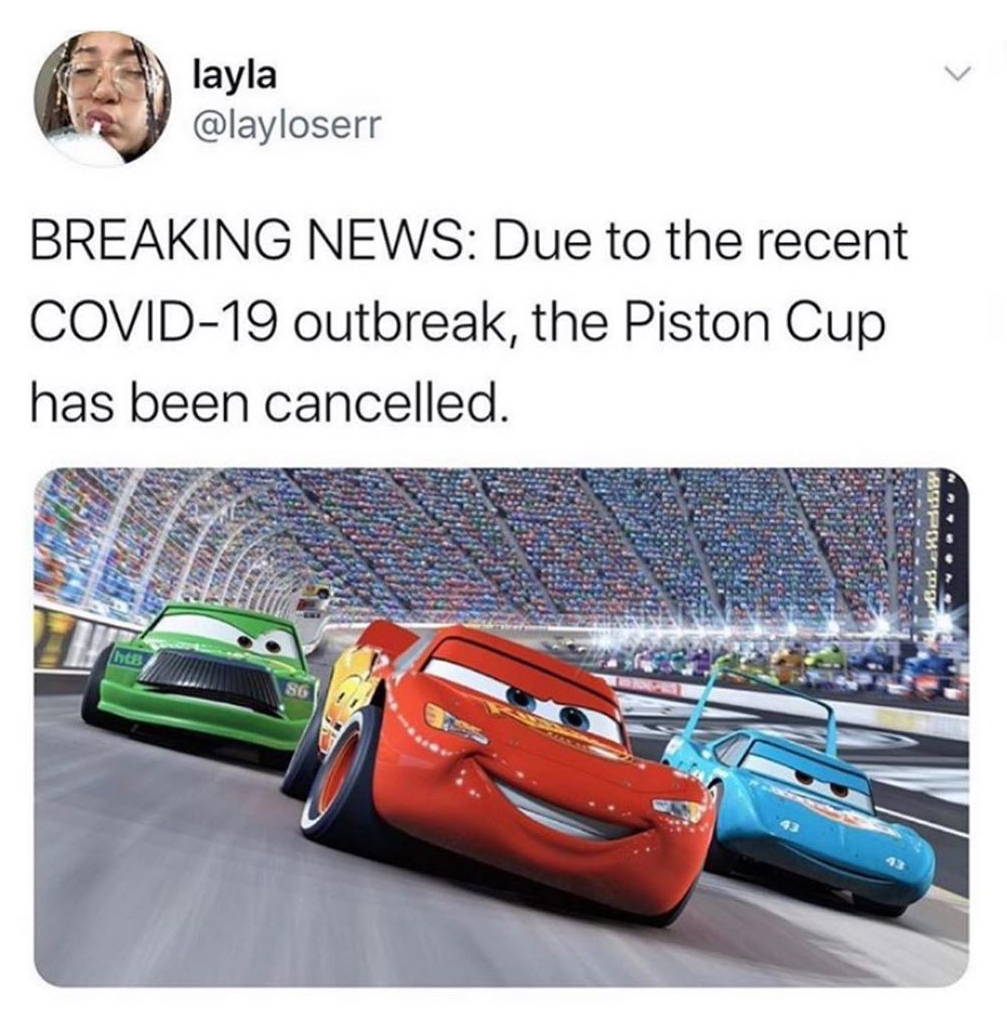 layla
@layloserr
BREAKING NEWS: Due to the recent
COVID-19 outbreak, the Piston Cup
has been cancelled.
htB
86
43
43